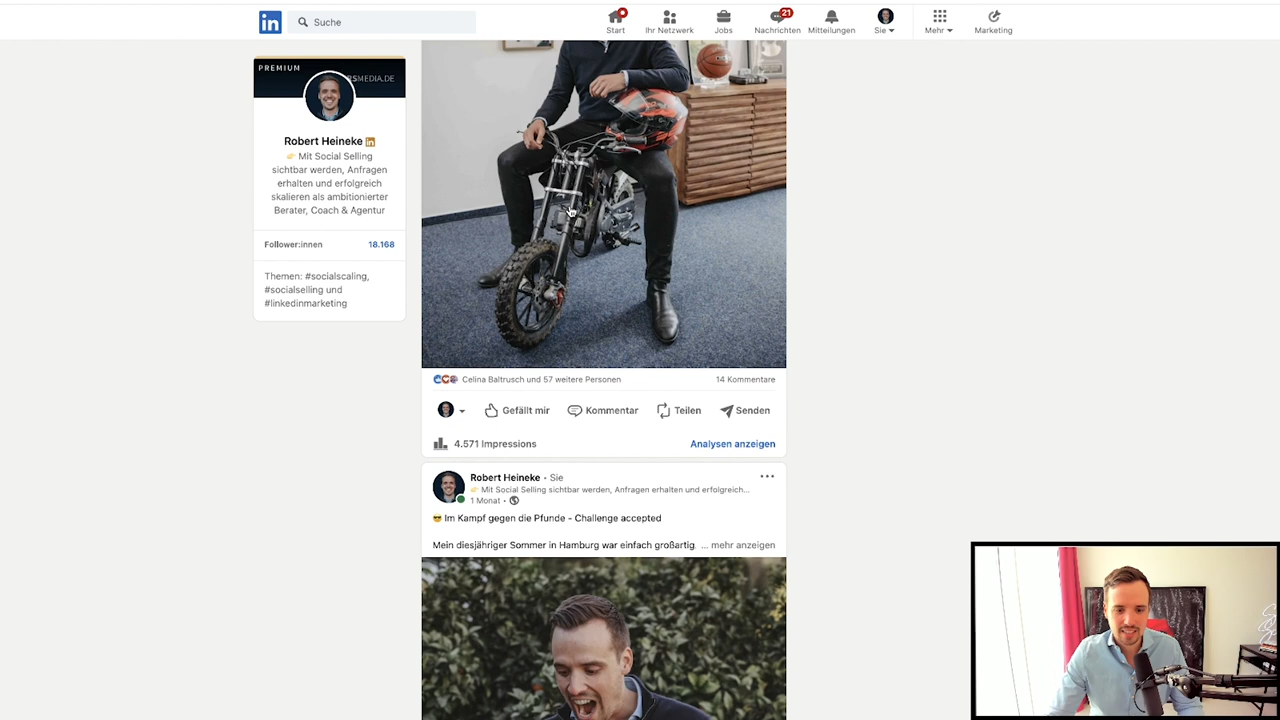 in
Suche
21
Start
Ihr Netzwerk
Jobs
Nachrichten
Mitteilungen
Sie
Mehr
Marketing
PREMIUM
RSMEDIA.DE
Robert Heineke in
👉 Mit Social Selling
sichtbar werden, Anfragen
erhalten und erfolgreich
skalieren als ambitionierter
Berater, Coach & Agentur
Follower:innen 18.168
Themen: #socialscaling,
#socialselling und
#linkedinmarketing
Celina Baltrusch und 57 weitere Personen
14 Kommentare
Gefällt mir
Kommentar
Teilen
Senden
4.571 Impressions
Analysen anzeigen
Robert Heineke • Sie
👉 Mit Social Selling sichtbar werden, Anfragen erhalten und erfolgreich...
1 Monat •
😎 Im Kampf gegen die Pfunde - Challenge accepted
Mein diesjähriger Sommer in Hamburg war einfach großartig. ... mehr anzeigen